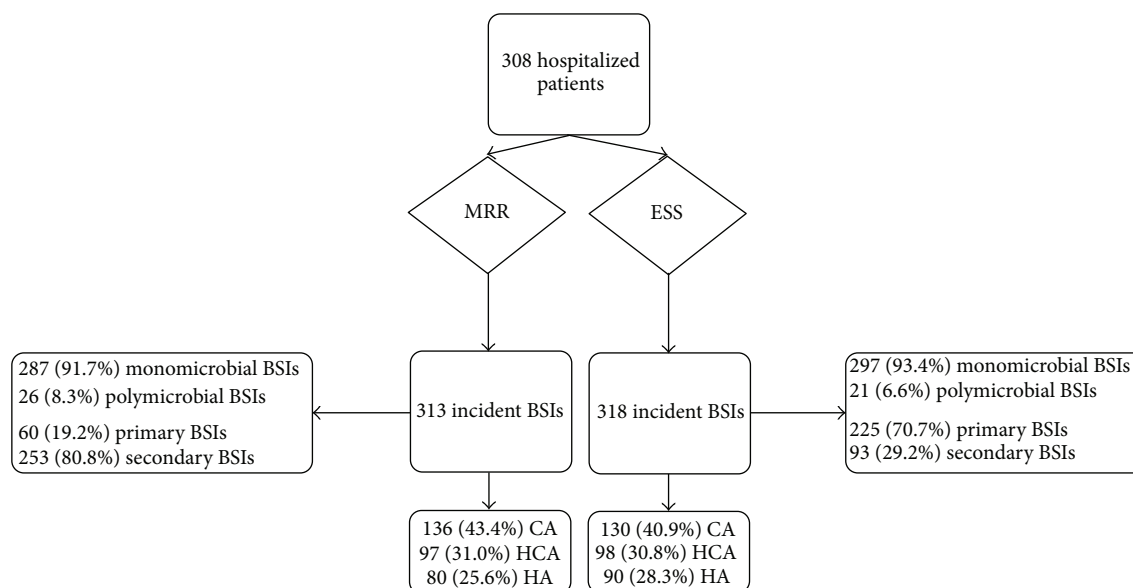 308 hospitalized
patients
MRR
ESS
287 (91.7%) monomicrobial BSIs
26 (8.3%) polymicrobial BSIs
60 (19.2%) primary BSIs
253 (80.8%) secondary BSIs
313 incident BSIs
318 incident BSIs
297 (93.4%) monomicrobial BSIs
21 (6.6%) polymicrobial BSIs
225 (70.7%) primary BSIs
93 (29.2%) secondary BSIs
136 (43.4%) CA
97 (31.0%) HCA
80 (25.6%) HA
130 (40.9%) CA
98 (30.8%) HCA
90 (28.3%) HA